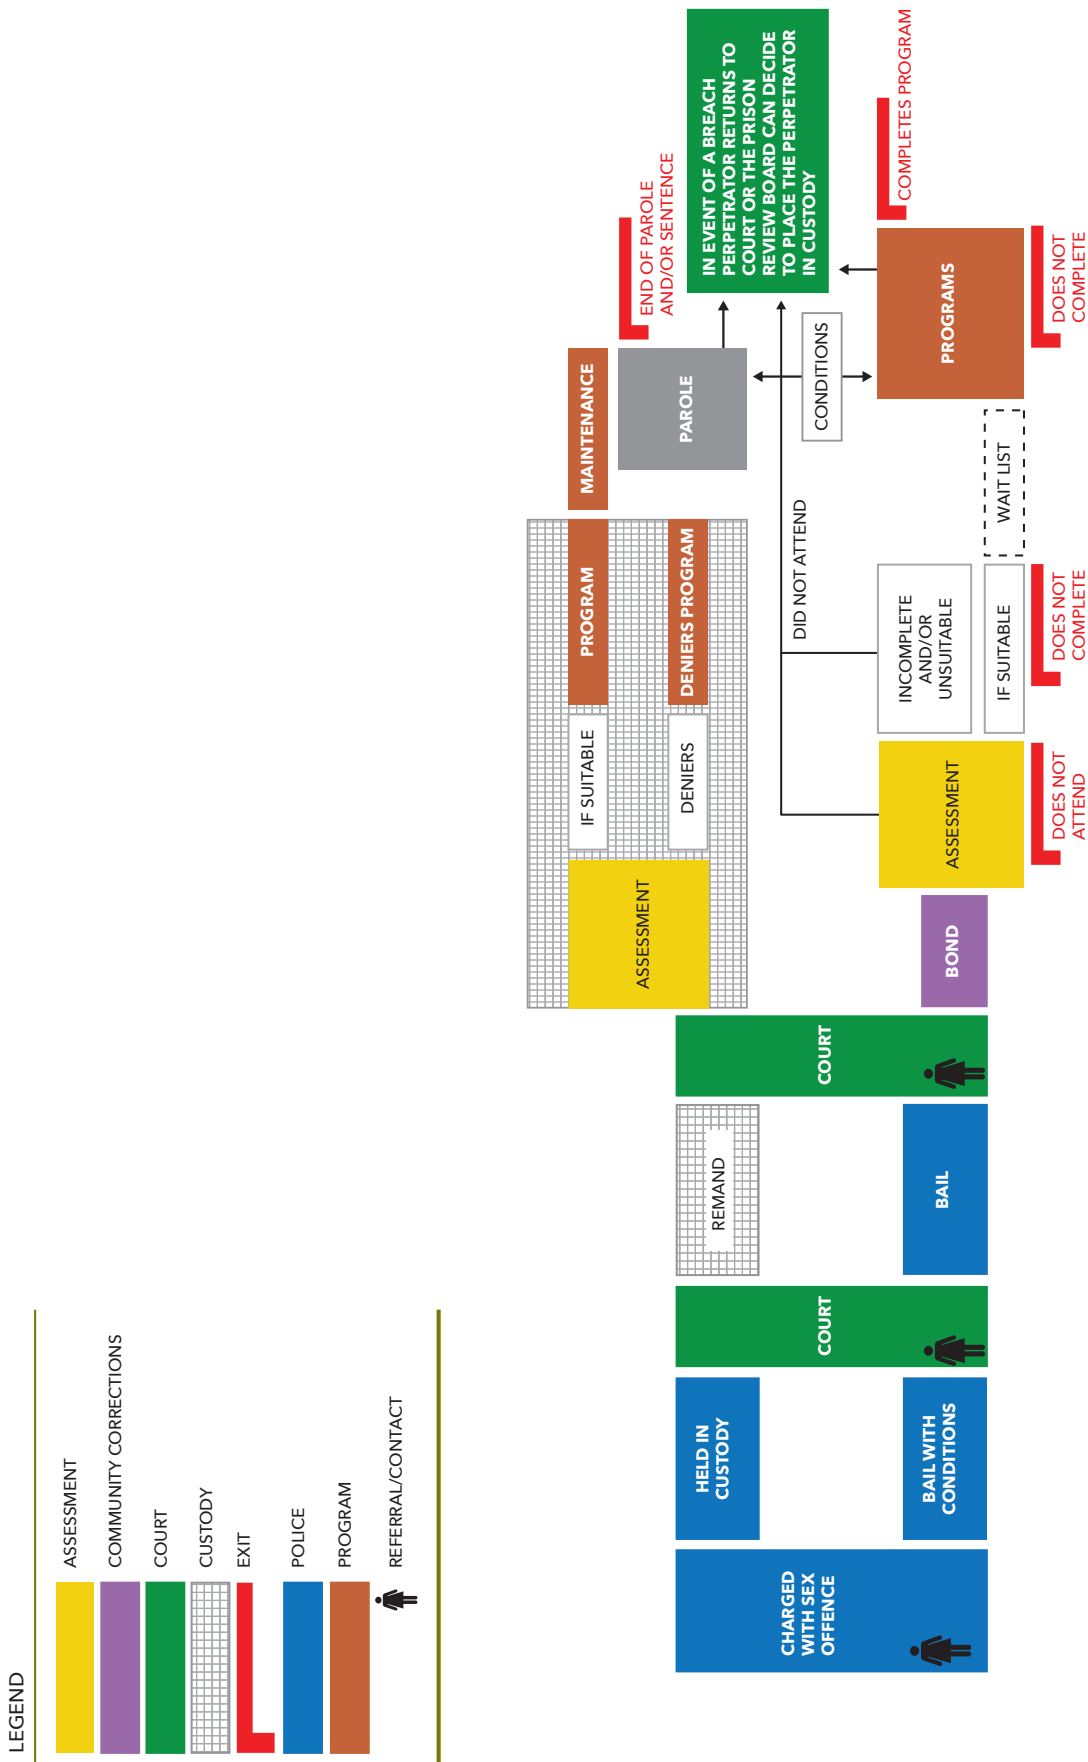 LEGEND
ASSESSMENT
COMMUNITY CORRECTIONS
COURT
CUSTODY
EXIT
POLICE
PROGRAM
REFERRAL/CONTACT
CHARGED
WITH SEX
OFFENCE
HELD IN
CUSTODY
BAIL WITH
CONDITIONS
COURT
REMAND
BAIL
COURT
ASSESSMENT
IF SUITABLE
PROGRAM
MAINTENANCE
DENIERS
DENIERS PROGRAM
PAROLE
END OF PAROLE
AND/OR SENTENCE
IN EVENT OF A BREACH
PERPETRATOR RETURNS TO
COURT OR THE PRISON
REVIEW BOARD CAN DECIDE
TO PLACE THE PERPETRATOR
IN CUSTODY
DID NOT ATTEND
CONDITIONS
BOND
ASSESSMENT
DOES NOT
ATTEND
INCOMPLETE
AND/OR
UNSUITABLE
IF SUITABLE
DOES NOT
COMPLETE
WAIT LIST
PROGRAMS
COMPLETES PROGRAM
DOES NOT
COMPLETE